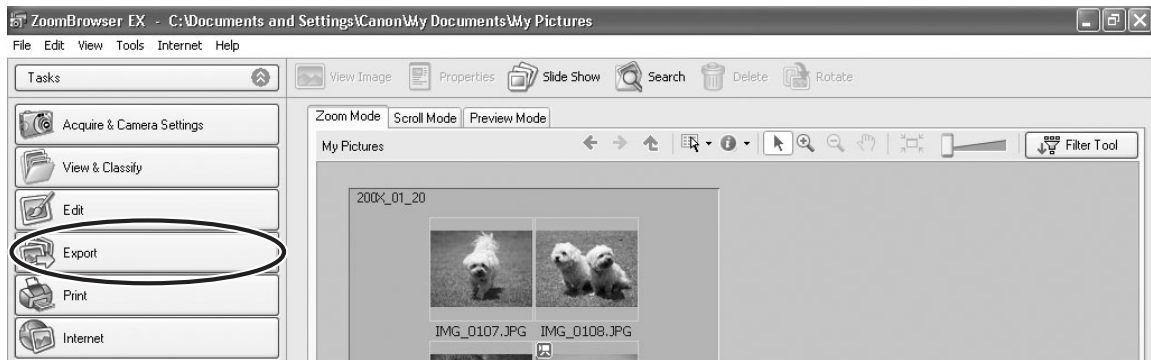 ZoomBrowser EX - C:\Documents and Settings\Canon\My Documents\My Pictures
File Edit View Tools Internet Help
Tasks
View Image Properties Slide Show Search Delete Rotate
Acquire & Camera Settings
View & Classify
Edit
Export
Print
Internet
Zoom Mode Scroll Mode Preview Mode
My Pictures
Filter Tool
200X_01_20
IMG_0107.JPG IMG_0108.JPG